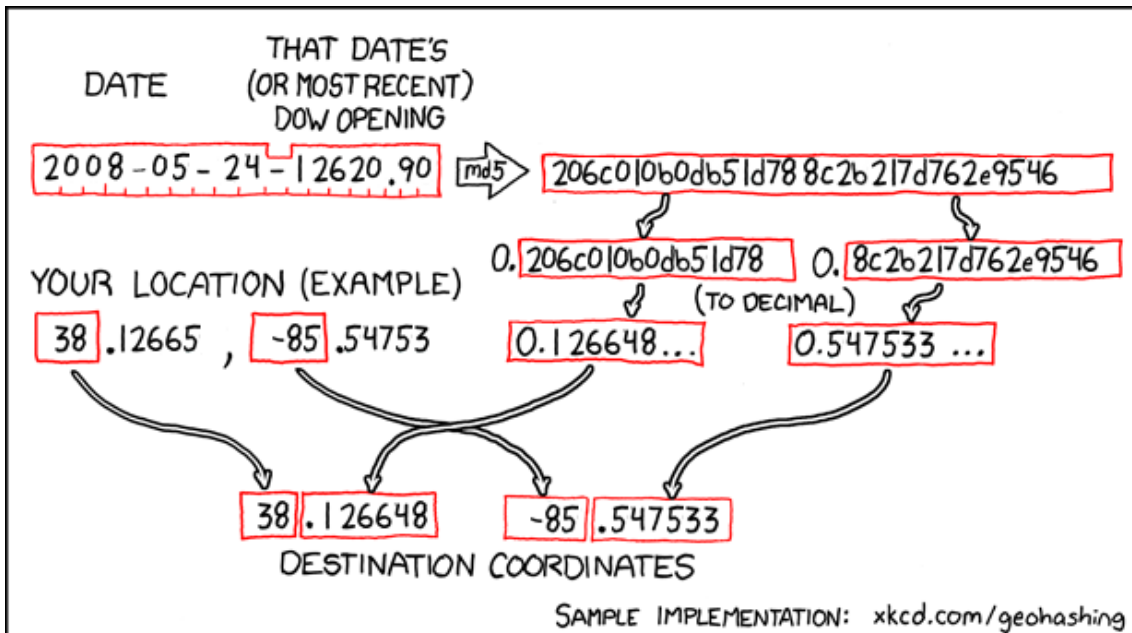 THAT DATE'S
DATE (OR MOST RECENT)
DOW OPENING
2008-05-24-12620.90 md5 206c010b0db51d788c2b217d762e9546
0.206c010b0db51d78 0.8c2b217d762e9546
YOUR LOCATION (EXAMPLE) (TO DECIMAL)
38.12665, -85.54753 0.126648... 0.547533...
38.126648 -85.547533
DESTINATION COORDINATES
SAMPLE IMPLEMENTATION: xkcd.com/geohashing